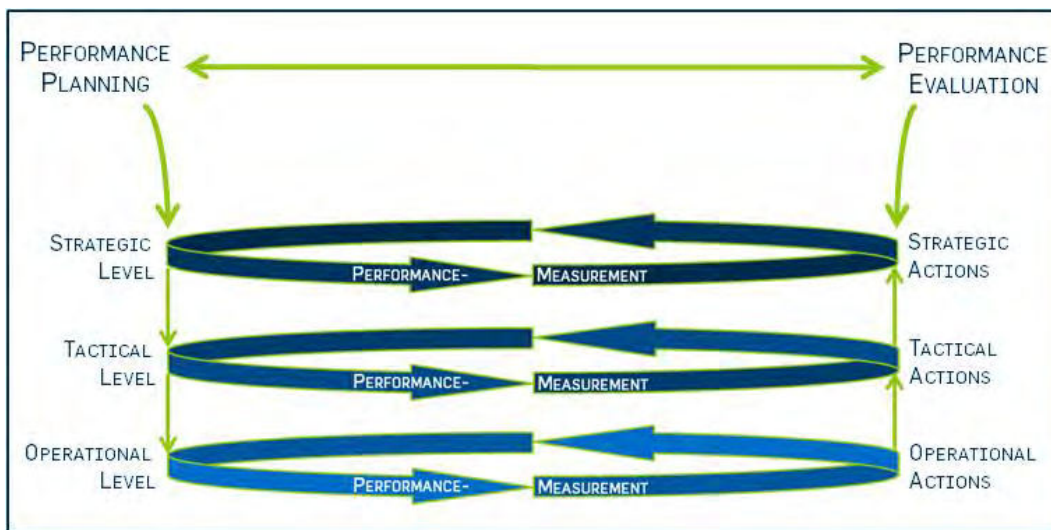 PERFORMANCE
PLANNING
PERFORMANCE
EVALUATION
STRATEGIC
LEVEL
PERFORMANCE-
MEASUREMENT
STRATEGIC
ACTIONS
TACTICAL
LEVEL
PERFORMANCE-
MEASUREMENT
TACTICAL
ACTIONS
OPERATIONAL
LEVEL
PERFORMANCE-
MEASUREMENT
OPERATIONAL
ACTIONS